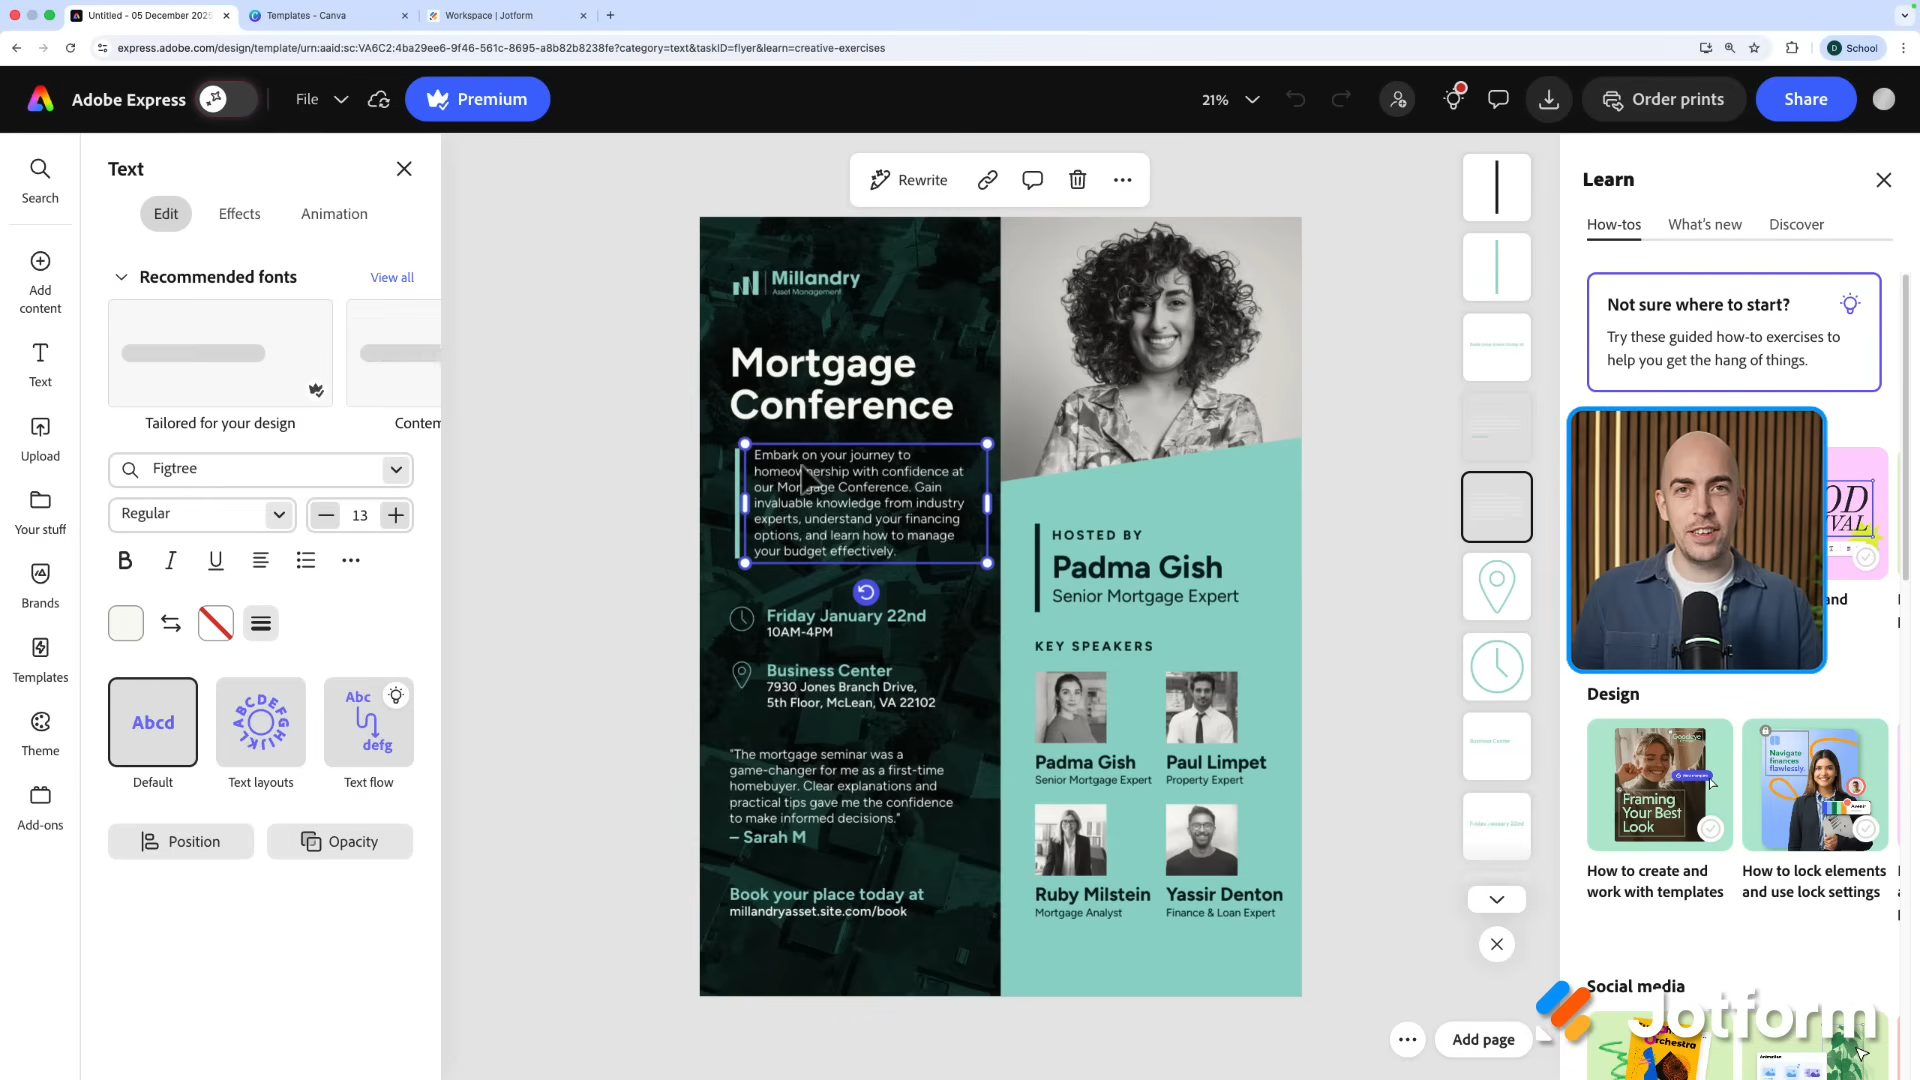 Untitled - 05 December 2025
Templates - Canva
Workspace | Jotform
express.adobe.com/design/template/urn:aaid:sc:VA6C2:4ba29ee6-9f46-561c-8695-a8b82b8238fe?category=text&taskID=flyer&learn=creative-exercises
D School
Adobe Express
File
Premium
21%
Order prints
Share
Search
Add content
Text
Upload
Your stuff
Brands
Templates
Theme
Add-ons
Text
Edit
Effects
Animation
Recommended fonts
View all
Tailored for your design
Figtree
Regular
13
B I U
Abcd
ABCDEFGHIJKL
Abc
defg
Default
Text layouts
Text flow
Position
Opacity
Rewrite
Millandry
Asset Management
Mortgage
Conference
Embark on your journey to
homeownership with confidence at
our Mortgage Conference. Gain
invaluable knowledge from industry
experts, understand your financing
options, and learn how to manage
your budget effectively.
Friday January 22nd
10AM-4PM
Business Center
7930 Jones Branch Drive,
5th Floor, McLean, VA 22102
"The mortgage seminar was a
game-changer for me as a first-time
homebuyer. Clear explanations and
practical tips gave me the confidence
to make informed decisions."
– Sarah M
Book your place today at
millandryasset.site.com/book
HOSTED BY
Padma Gish
Senior Mortgage Expert
KEY SPEAKERS
Padma Gish
Senior Mortgage Expert
Paul Limpet
Property Expert
Ruby Milstein
Mortgage Analyst
Yassir Denton
Finance & Loan Expert
Business Center
Friday January 22nd
Add page
Learn
How-tos
What's new
Discover
Not sure where to start?
Try these guided how-to exercises to
help you get the hang of things.
Design
Framing
Your Best
Look
Navigate
finances
flawlessly.
How to create and
work with templates
How to lock elements
and use lock settings
Social media
Orchestra
Jotform